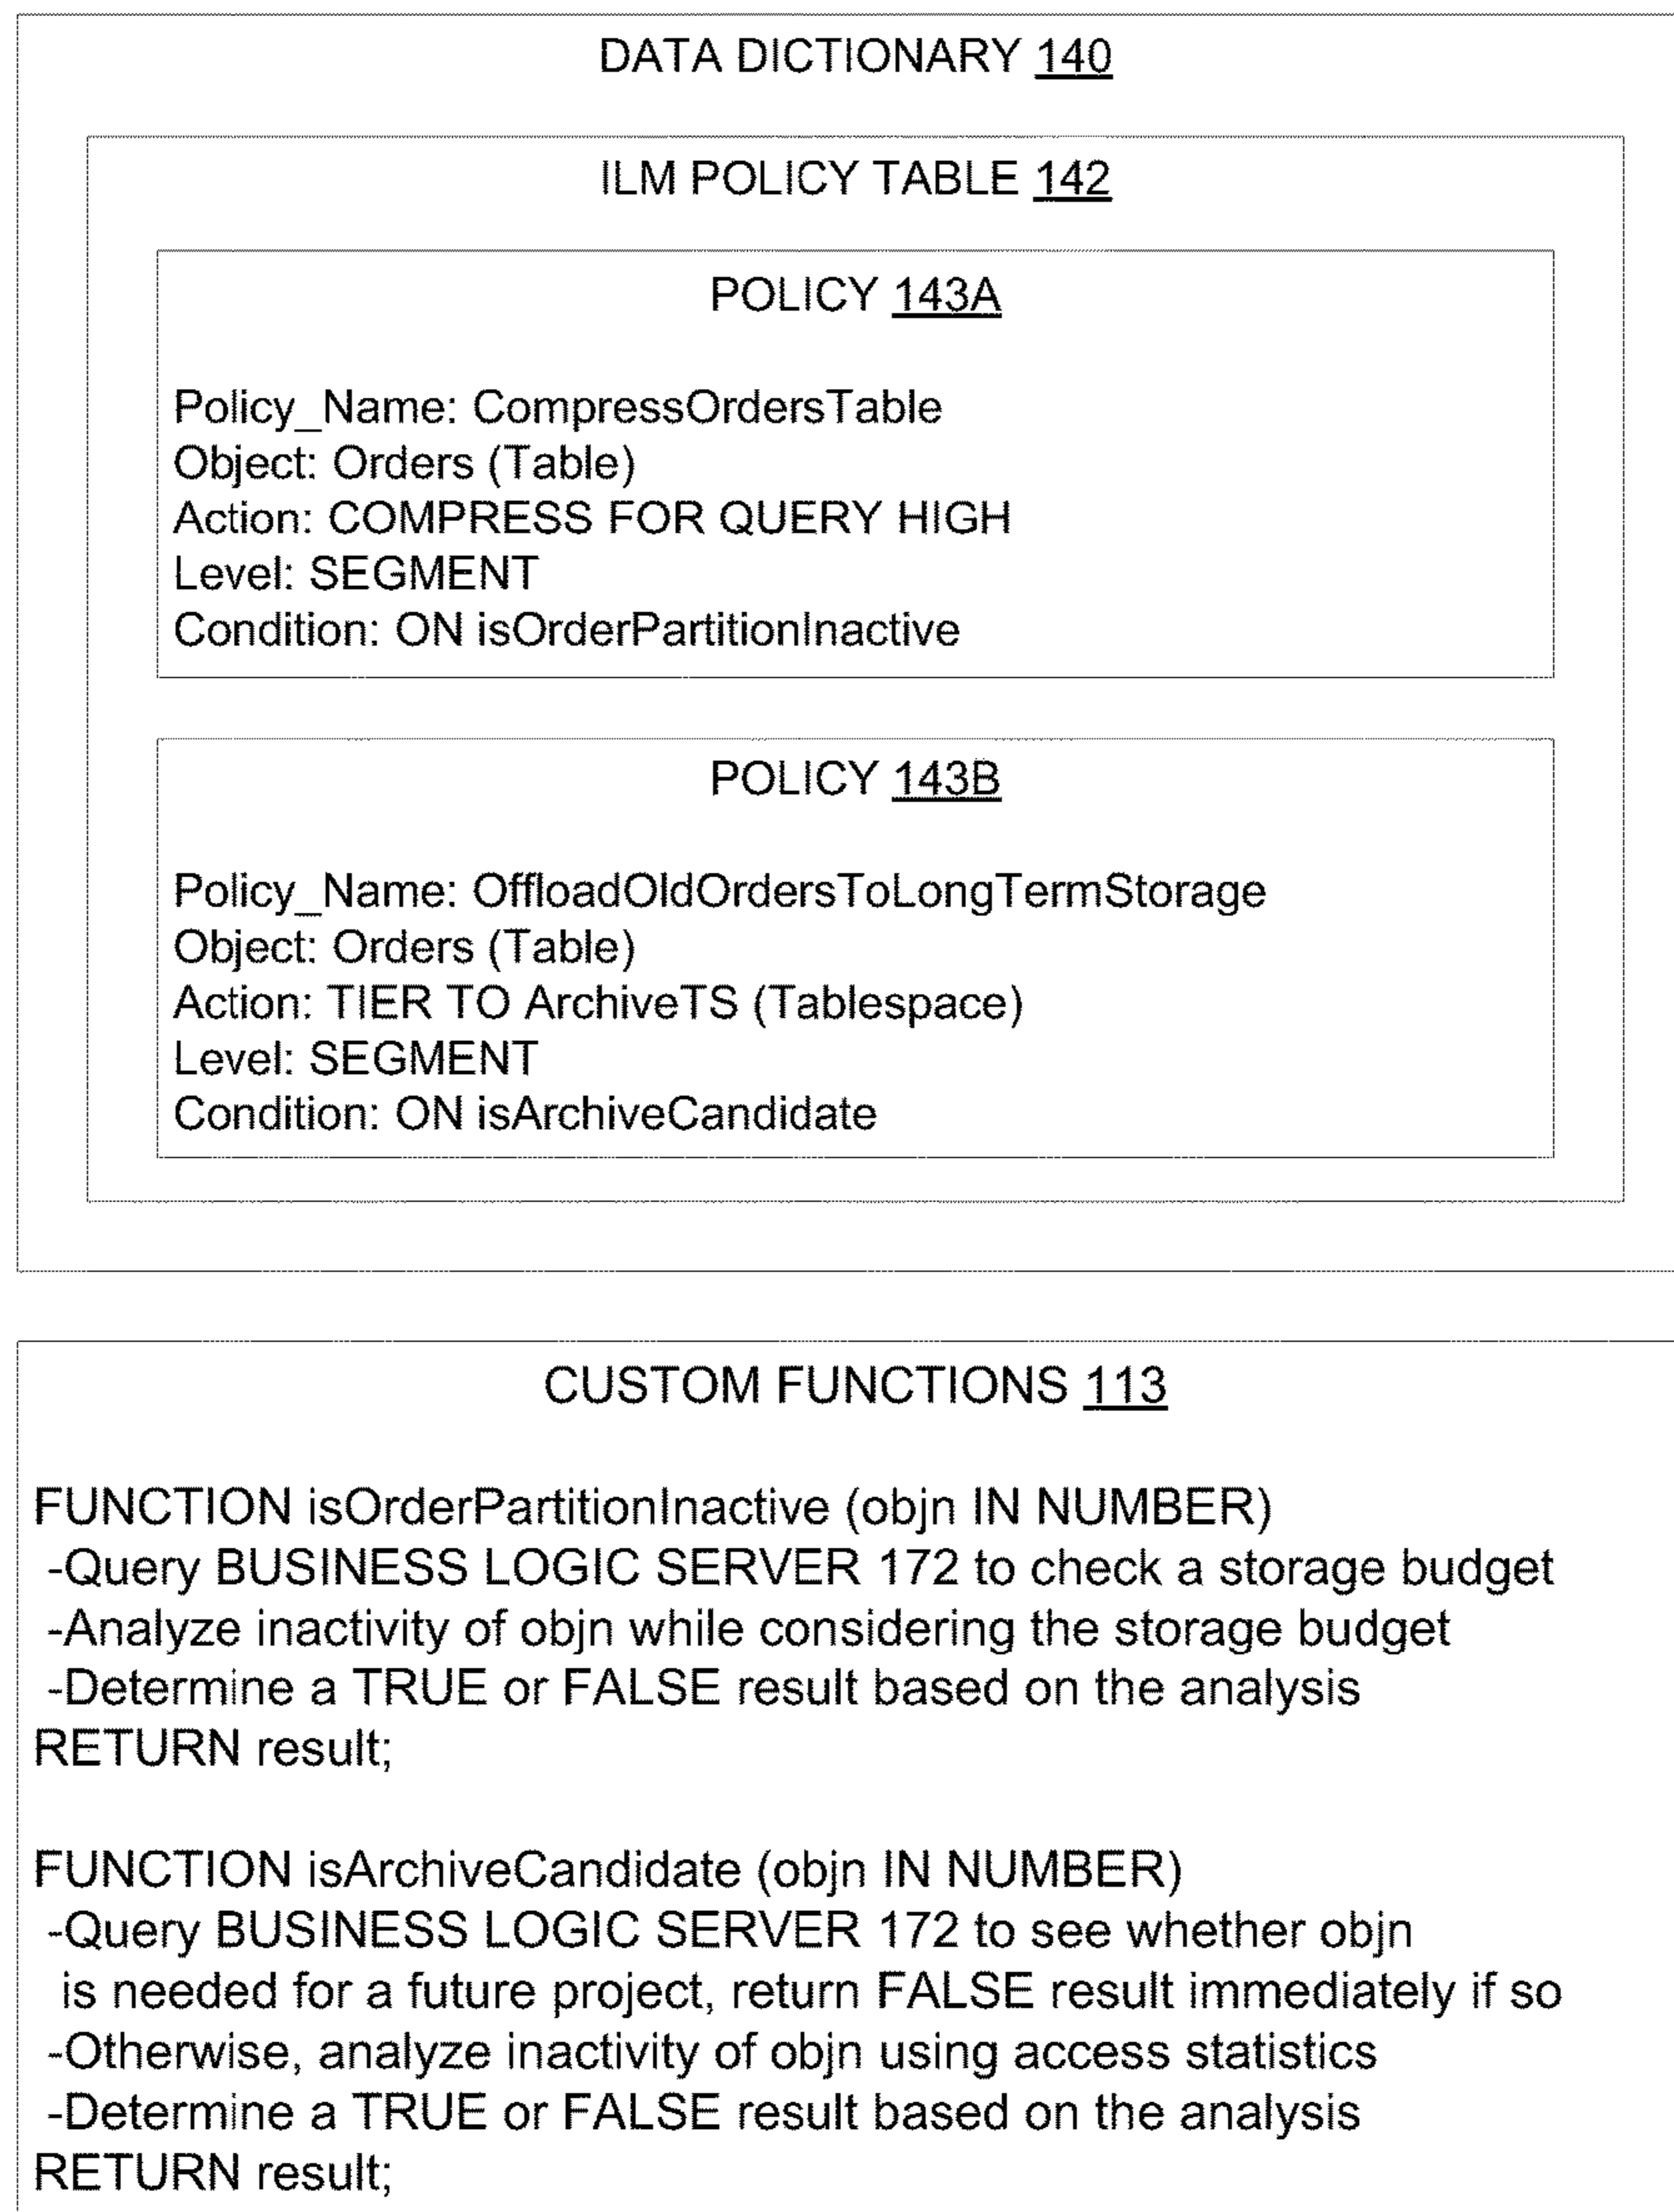 DATA DICTIONARY 140
ILM POLICY TABLE 142
POLICY 143A
Policy_Name: CompressOrdersTable
Object: Orders (Table)
Action: COMPRESS FOR QUERY HIGH
Level: SEGMENT
Condition: ON isOrderPartitionInactive
POLICY 143B
Policy_Name: OffloadOldOrdersToLongTermStorage
Object: Orders (Table)
Action: TIER TO ArchiveTS (Tablespace)
Level: SEGMENT
Condition: ON isArchiveCandidate
CUSTOM FUNCTIONS 113
FUNCTION isOrderPartitionInactive (objn IN NUMBER)
-Query BUSINESS LOGIC SERVER 172 to check a storage budget
-Analyze inactivity of objn while considering the storage budget
-Determine a TRUE or FALSE result based on the analysis
RETURN result;
FUNCTION isArchiveCandidate (objn IN NUMBER)
-Query BUSINESS LOGIC SERVER 172 to see whether objn
is needed for a future project, return FALSE result immediately if so
-Otherwise, analyze inactivity of objn using access statistics
-Determine a TRUE or FALSE result based on the analysis
RETURN result;